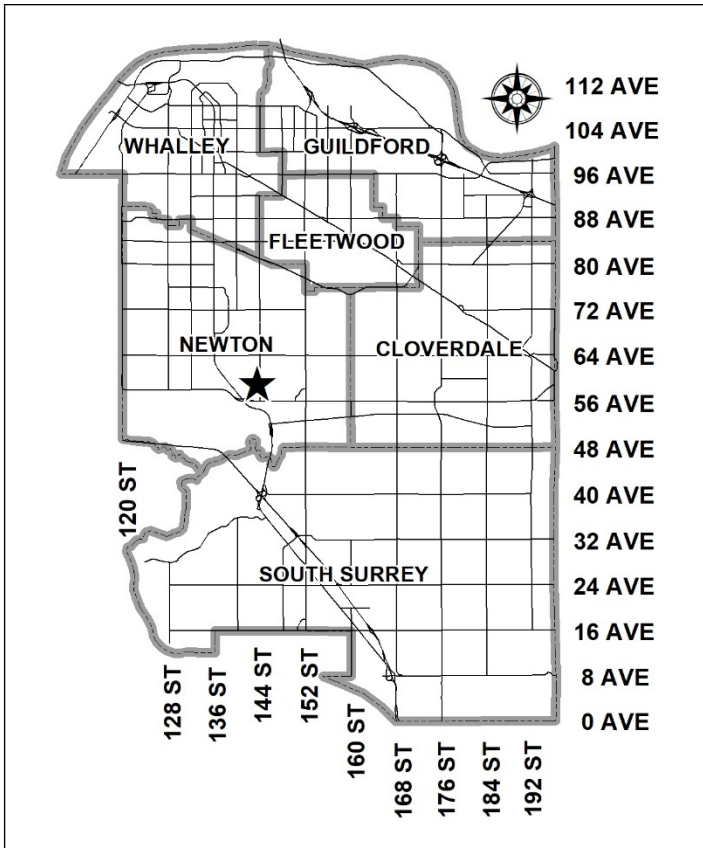 112 AVE
104 AVE
WHALLEY GUILDFORD
96 AVE
88 AVE
FLEETWOOD
80 AVE
72 AVE
NEWTON CLOVERDALE
64 AVE
56 AVE
48 AVE
120 ST
40 AVE
32 AVE
SOUTH SURREY
24 AVE
16 AVE
8 AVE
0 AVE
128 ST
136 ST
144 ST
152 ST
160 ST
168 ST
176 ST
184 ST
192 ST